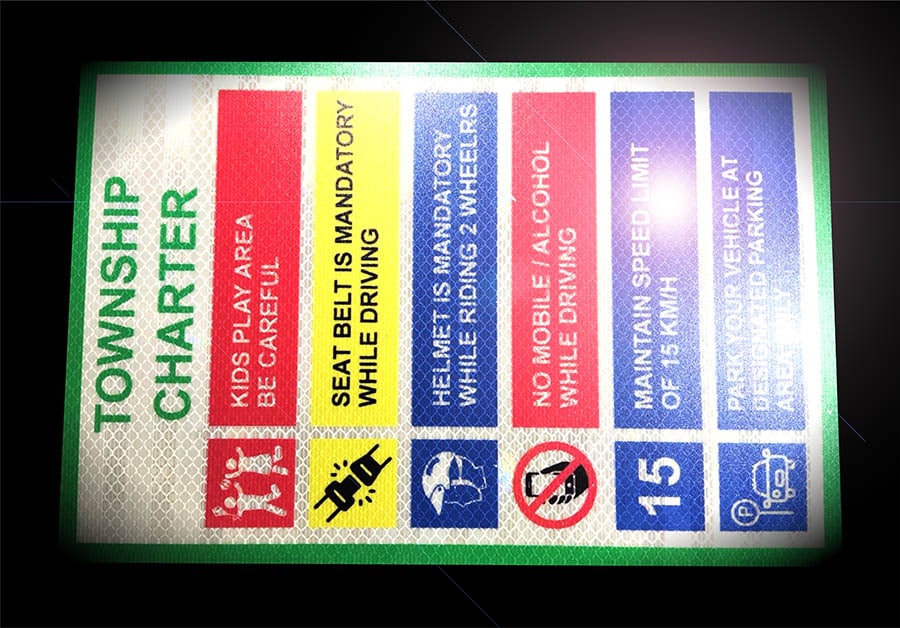 TOWNSHIP
CHARTER
KIDS PLAY AREA
BE CAREFUL
SEAT BELT IS MANDATORY
WHILE DRIVING
HELMET IS MANDATORY
WHILE RIDING 2 WHEELRS
NO MOBILE / ALCOHOL
WHILE DRIVING
MAINTAIN SPEED LIMIT
OF 15 KM/H
15
PARK YOUR VEHICLE AT
DESIGNATED PARKING
AREA
P